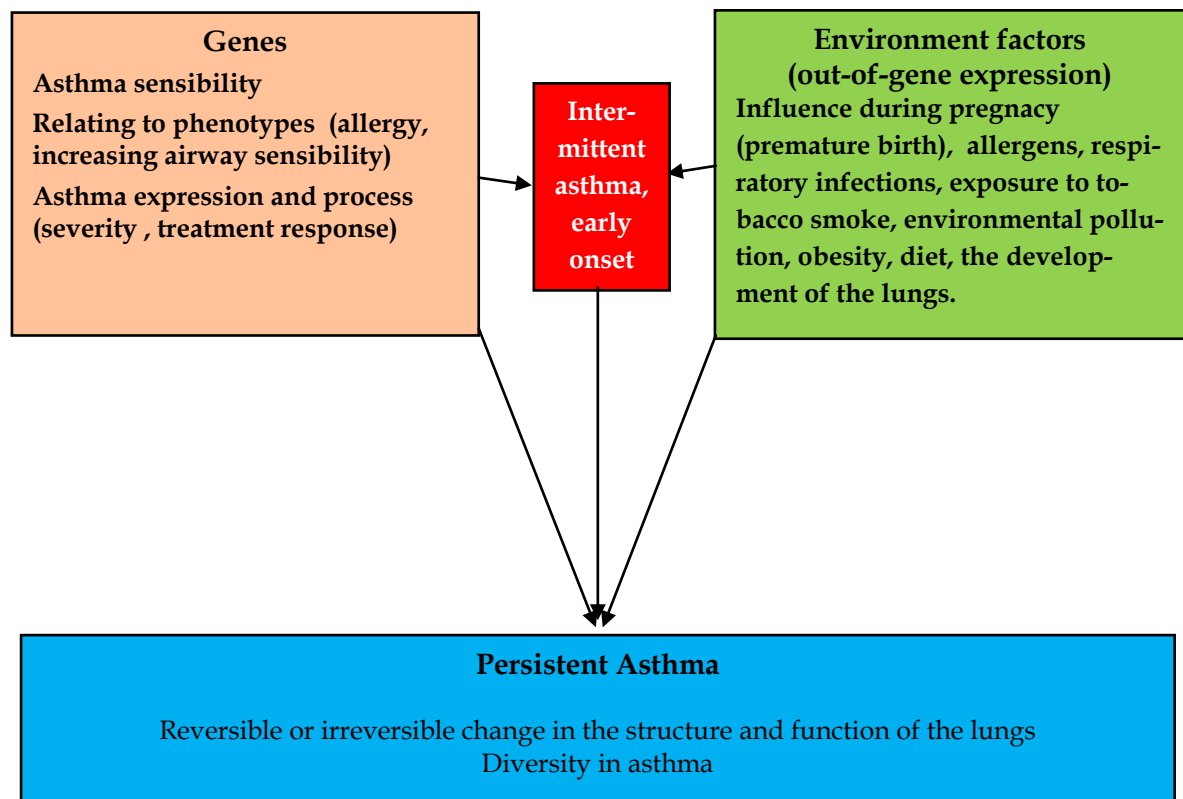 Genes
Asthma sensibility
Relating to phenotypes (allergy,
increasing airway sensibility)
Asthma expression and process
(severity , treatment response)
Inter-
mittent
asthma,
early
onset
Environment factors
(out-of-gene expression)
Influence during pregnacy
(premature birth), allergens, respi-
ratory infections, exposure to to-
bacco smoke, environmental pollu-
tion, obesity, diet, the develop-
ment of the lungs.
Persistent Asthma
Reversible or irreversible change in the structure and function of the lungs
Diversity in asthma